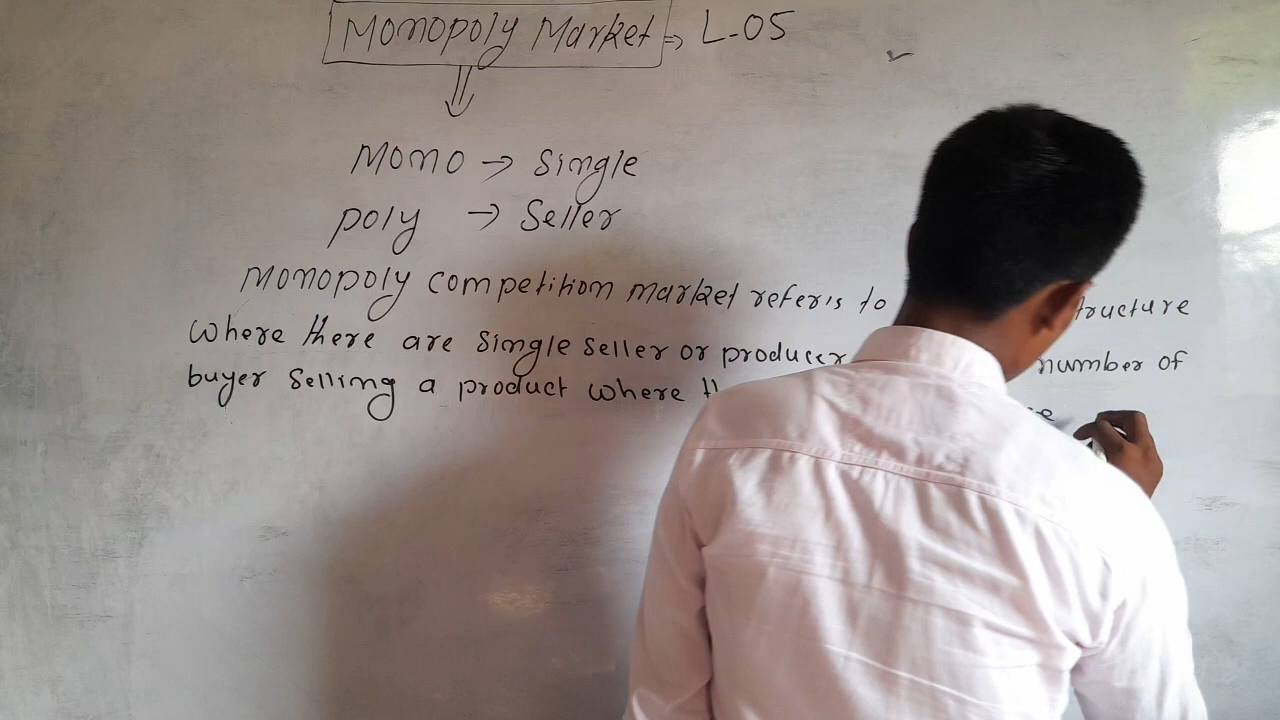 Monopoly Market => L-05
Mono → Single
poly → Seller
Monopoly competition market refers to tructure
where there are single seller or producer number of
buyer selling a product where